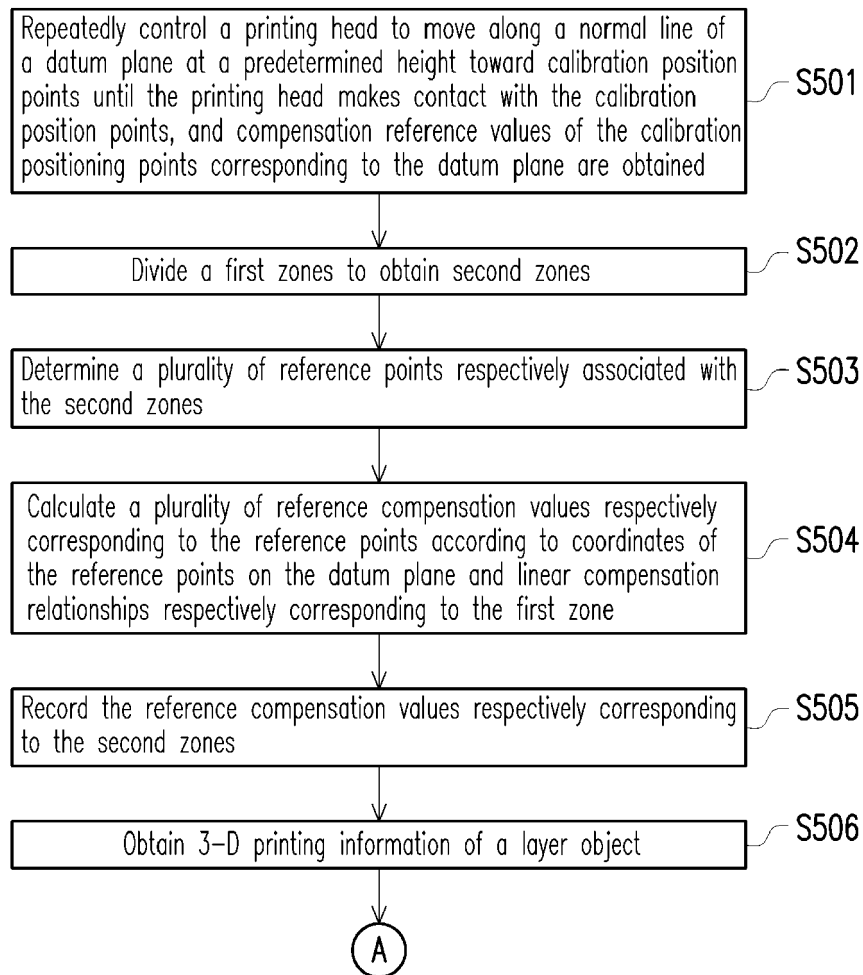 Repeatedly control a printing head to move along a normal line of
a datum plane at a predetermined height toward calibration position
points until the printing head makes contact with the calibration
position points, and compensation reference values of the calibration
positioning points corresponding to the datum plane are obtained
S501
Divide a first zones to obtain second zones
S502
Determine a plurality of reference points respectively associated with
the second zones
S503
Calculate a plurality of reference compensation values respectively
corresponding to the reference points according to coordinates of
the reference points on the datum plane and linear compensation
relationships respectively corresponding to the first zone
S504
Record the reference compensation values respectively corresponding
to the second zones
S505
Obtain 3-D printing information of a layer object
S506
A